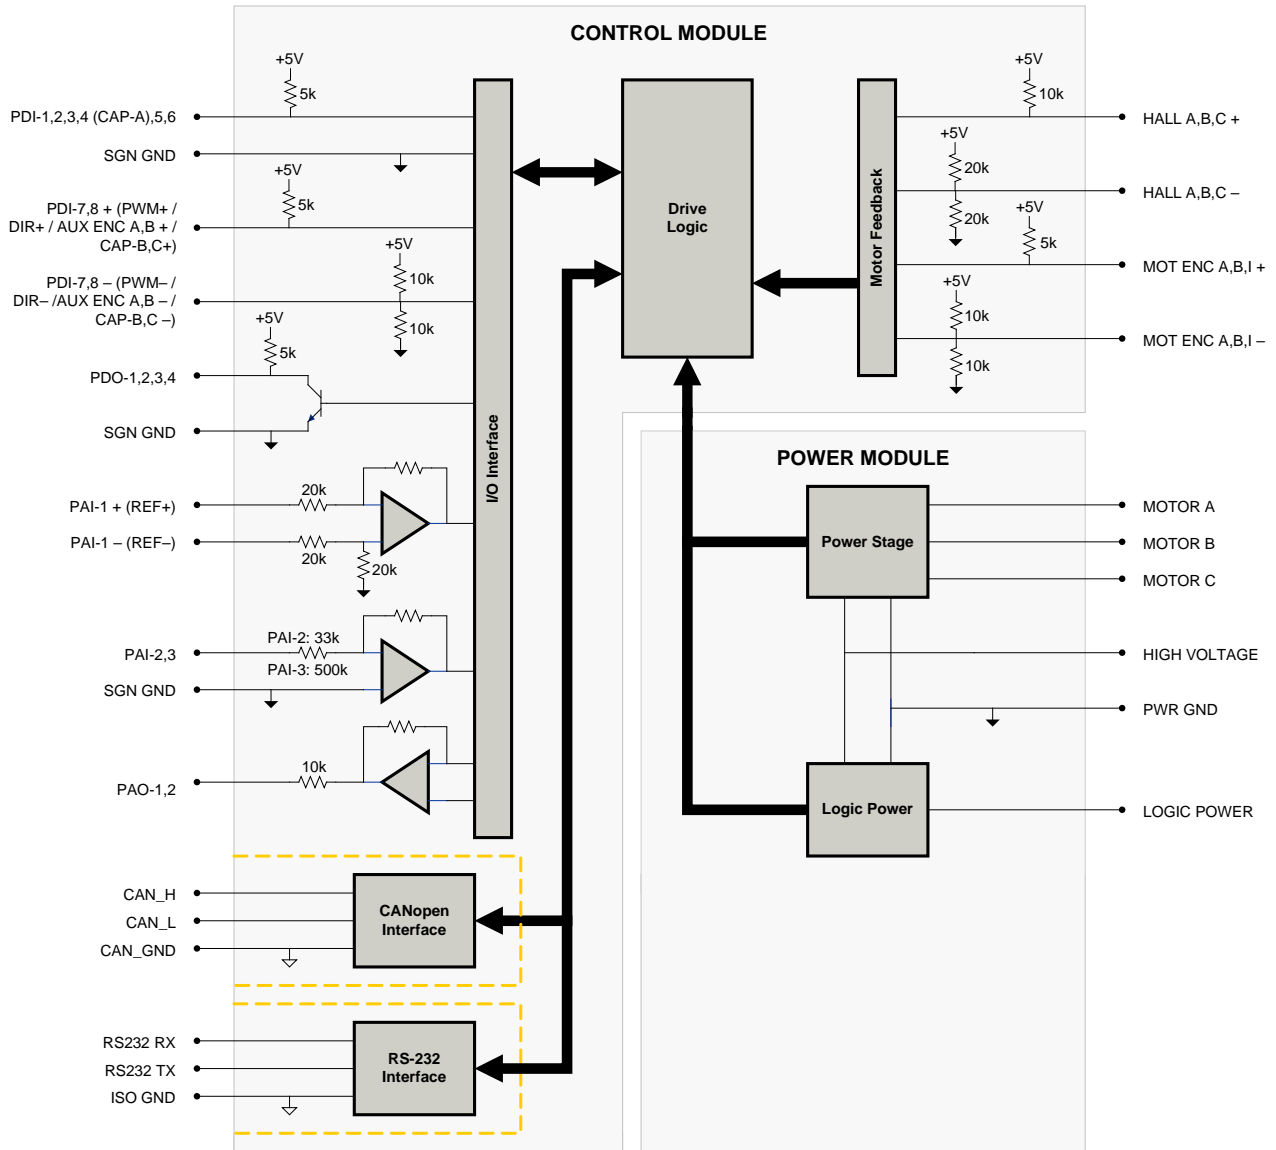 CONTROL MODULE
+5V
5k
PDI-1,2,3,4 (CAP-A),5,6
SGN GND
+5V
5k
PDI-7,8 + (PWM+ /
DIR+ / AUX ENC A,B + /
CAP-B,C+)
+5V
10k
PDI-7,8 – (PWM– /
DIR– /AUX ENC A,B – /
CAP-B,C –)
10k
+5V
5k
PDO-1,2,3,4
SGN GND
20k
PAI-1 + (REF+)
PAI-1 – (REF–)
20k
20k
PAI-2: 33k
PAI-2,3
PAI-3: 500k
SGN GND
10k
PAO-1,2
I/O Interface
Drive
Logic
Motor Feedback
+5V
10k
HALL A,B,C +
+5V
20k
HALL A,B,C –
20k
+5V
5k
MOT ENC A,B,I +
+5V
10k
MOT ENC A,B,I –
10k
POWER MODULE
Power Stage
MOTOR A
MOTOR B
MOTOR C
HIGH VOLTAGE
PWR GND
Logic Power
LOGIC POWER
CAN_H
CAN_L
CAN_GND
CANopen
Interface
RS232 RX
RS232 TX
ISO GND
RS-232
Interface